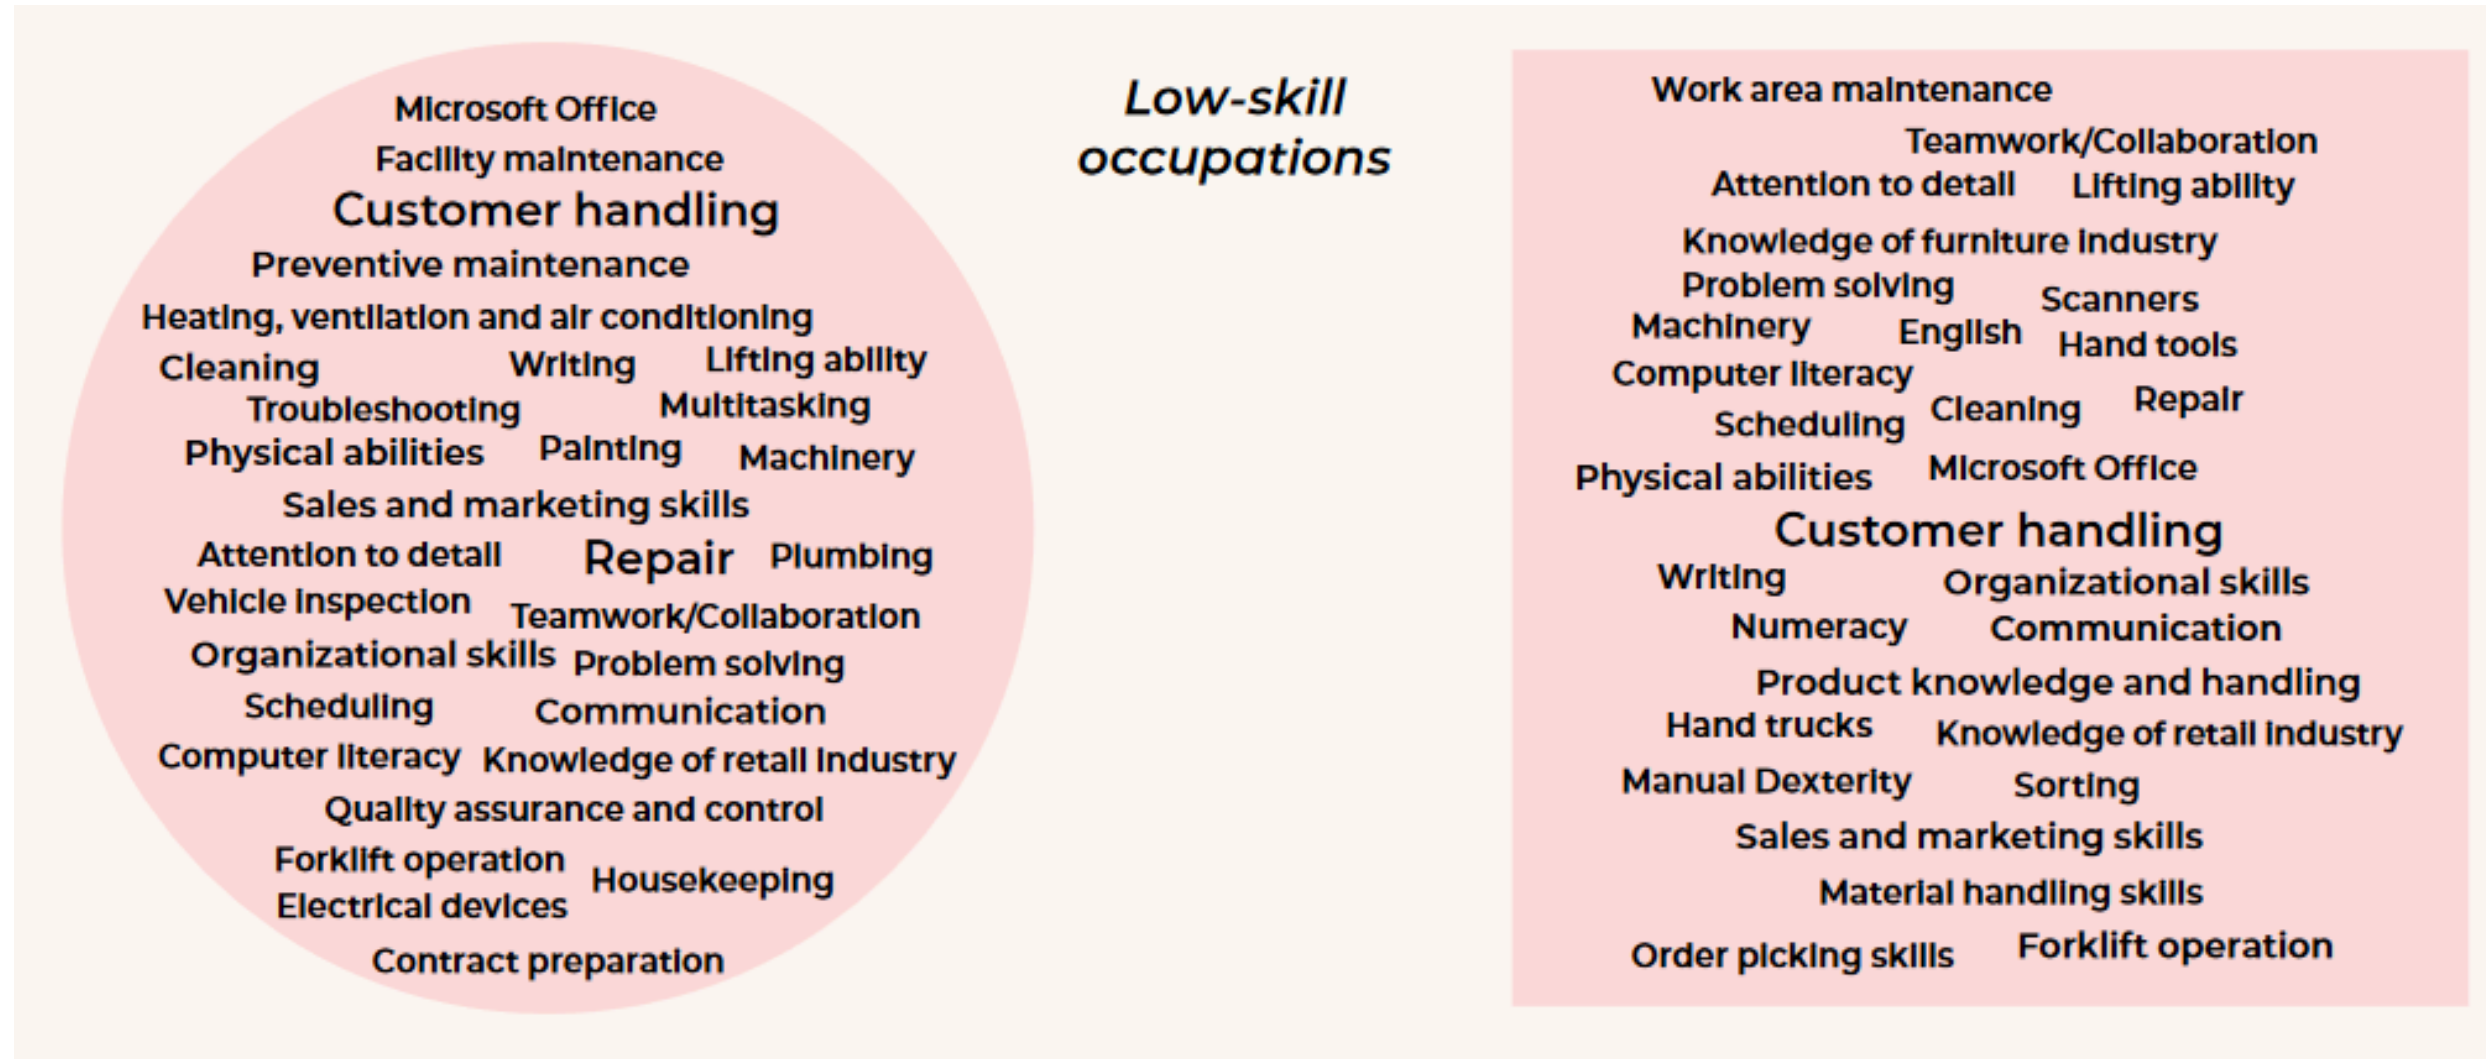 Microsoft Office
Facility maintenance
Customer handling
Preventive maintenance
Heating, ventilation and air conditioning
Cleaning Writing Lifting ability
Troubleshooting Multitasking
Physical abilities Painting Machinery
Sales and marketing skills
Attention to detail Repair Plumbing
Vehicle inspection Teamwork/Collaboration
Organizational skills Problem solving
Scheduling Communication
Computer literacy Knowledge of retail industry
Quality assurance and control
Forklift operation Housekeeping
Electrical devices
Contract preparation
Low-skill
occupations
Work area maintenance
Teamwork/Collaboration
Attention to detail Lifting ability
Knowledge of furniture industry
Problem solving Scanners
Machinery English Hand tools
Computer literacy
Scheduling Cleaning Repair
Physical abilities Microsoft Office
Customer handling
Writing Organizational skills
Numeracy Communication
Product knowledge and handling
Hand trucks Knowledge of retail industry
Manual Dexterity Sorting
Sales and marketing skills
Material handling skills
Order picking skills Forklift operation